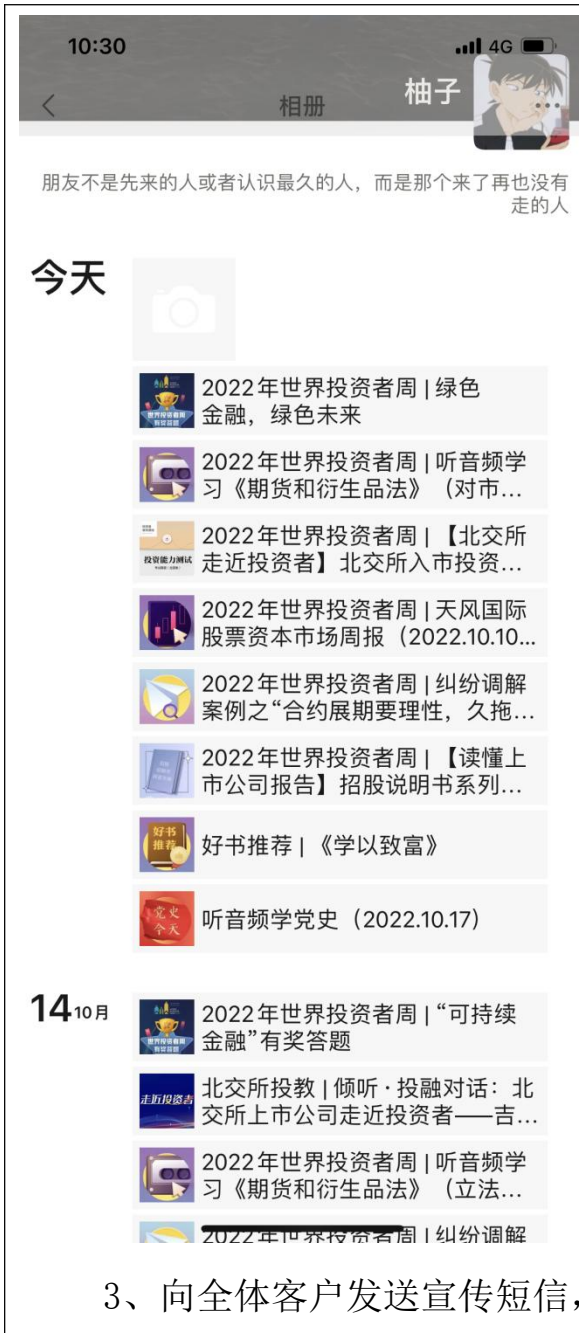 10:30
4G
相册
柚子
朋友不是先来的人或者认识最久的人，而是那个来了再也没有
走的人
今天
2022年世界投资者周 | 绿色
金融，绿色未来
2022年世界投资者周 | 听音频学
习《期货和衍生品法》（对市...
投资能力测试
2022年世界投资者周 | 【北交所
走近投资者】北交所入市投资...
2022年世界投资者周 | 天风国际
股票资本市场周报（2022.10.10...
2022年世界投资者周 | 纠纷调解
案例之“合约展期要理性，久拖...
2022年世界投资者周 | 【读懂上
市公司报告】招股说明书系列...
好书
推荐
好书推荐 | 《学以致富》
党史
今天
听音频学党史（2022.10.17）
14 10月
2022年世界投资者周 | “可持续
金融”有奖答题
走近投资者
北交所投教 | 倾听·投融对话：北
交所上市公司走近投资者——吉...
2022年世界投资者周 | 听音频学
习《期货和衍生品法》（立法...
2022年世界投资者周 | 纠纷调解
3、向全体客户发送宣传短信，